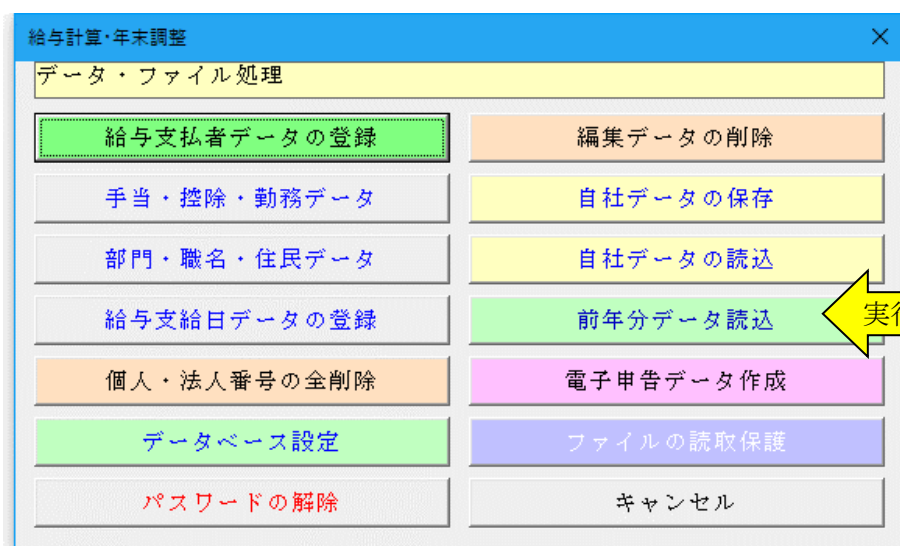 給与計算･年末調整
データ・ファイル処理
給与支払者データの登録
編集データの削除
手当・控除・勤務データ
自社データの保存
部門・職名・住民データ
自社データの読込
給与支給日データの登録
前年分データ読込
実行
個人・法人番号の全削除
電子申告データ作成
データベース設定
ファイルの読取保護
パスワードの解除
キャンセル